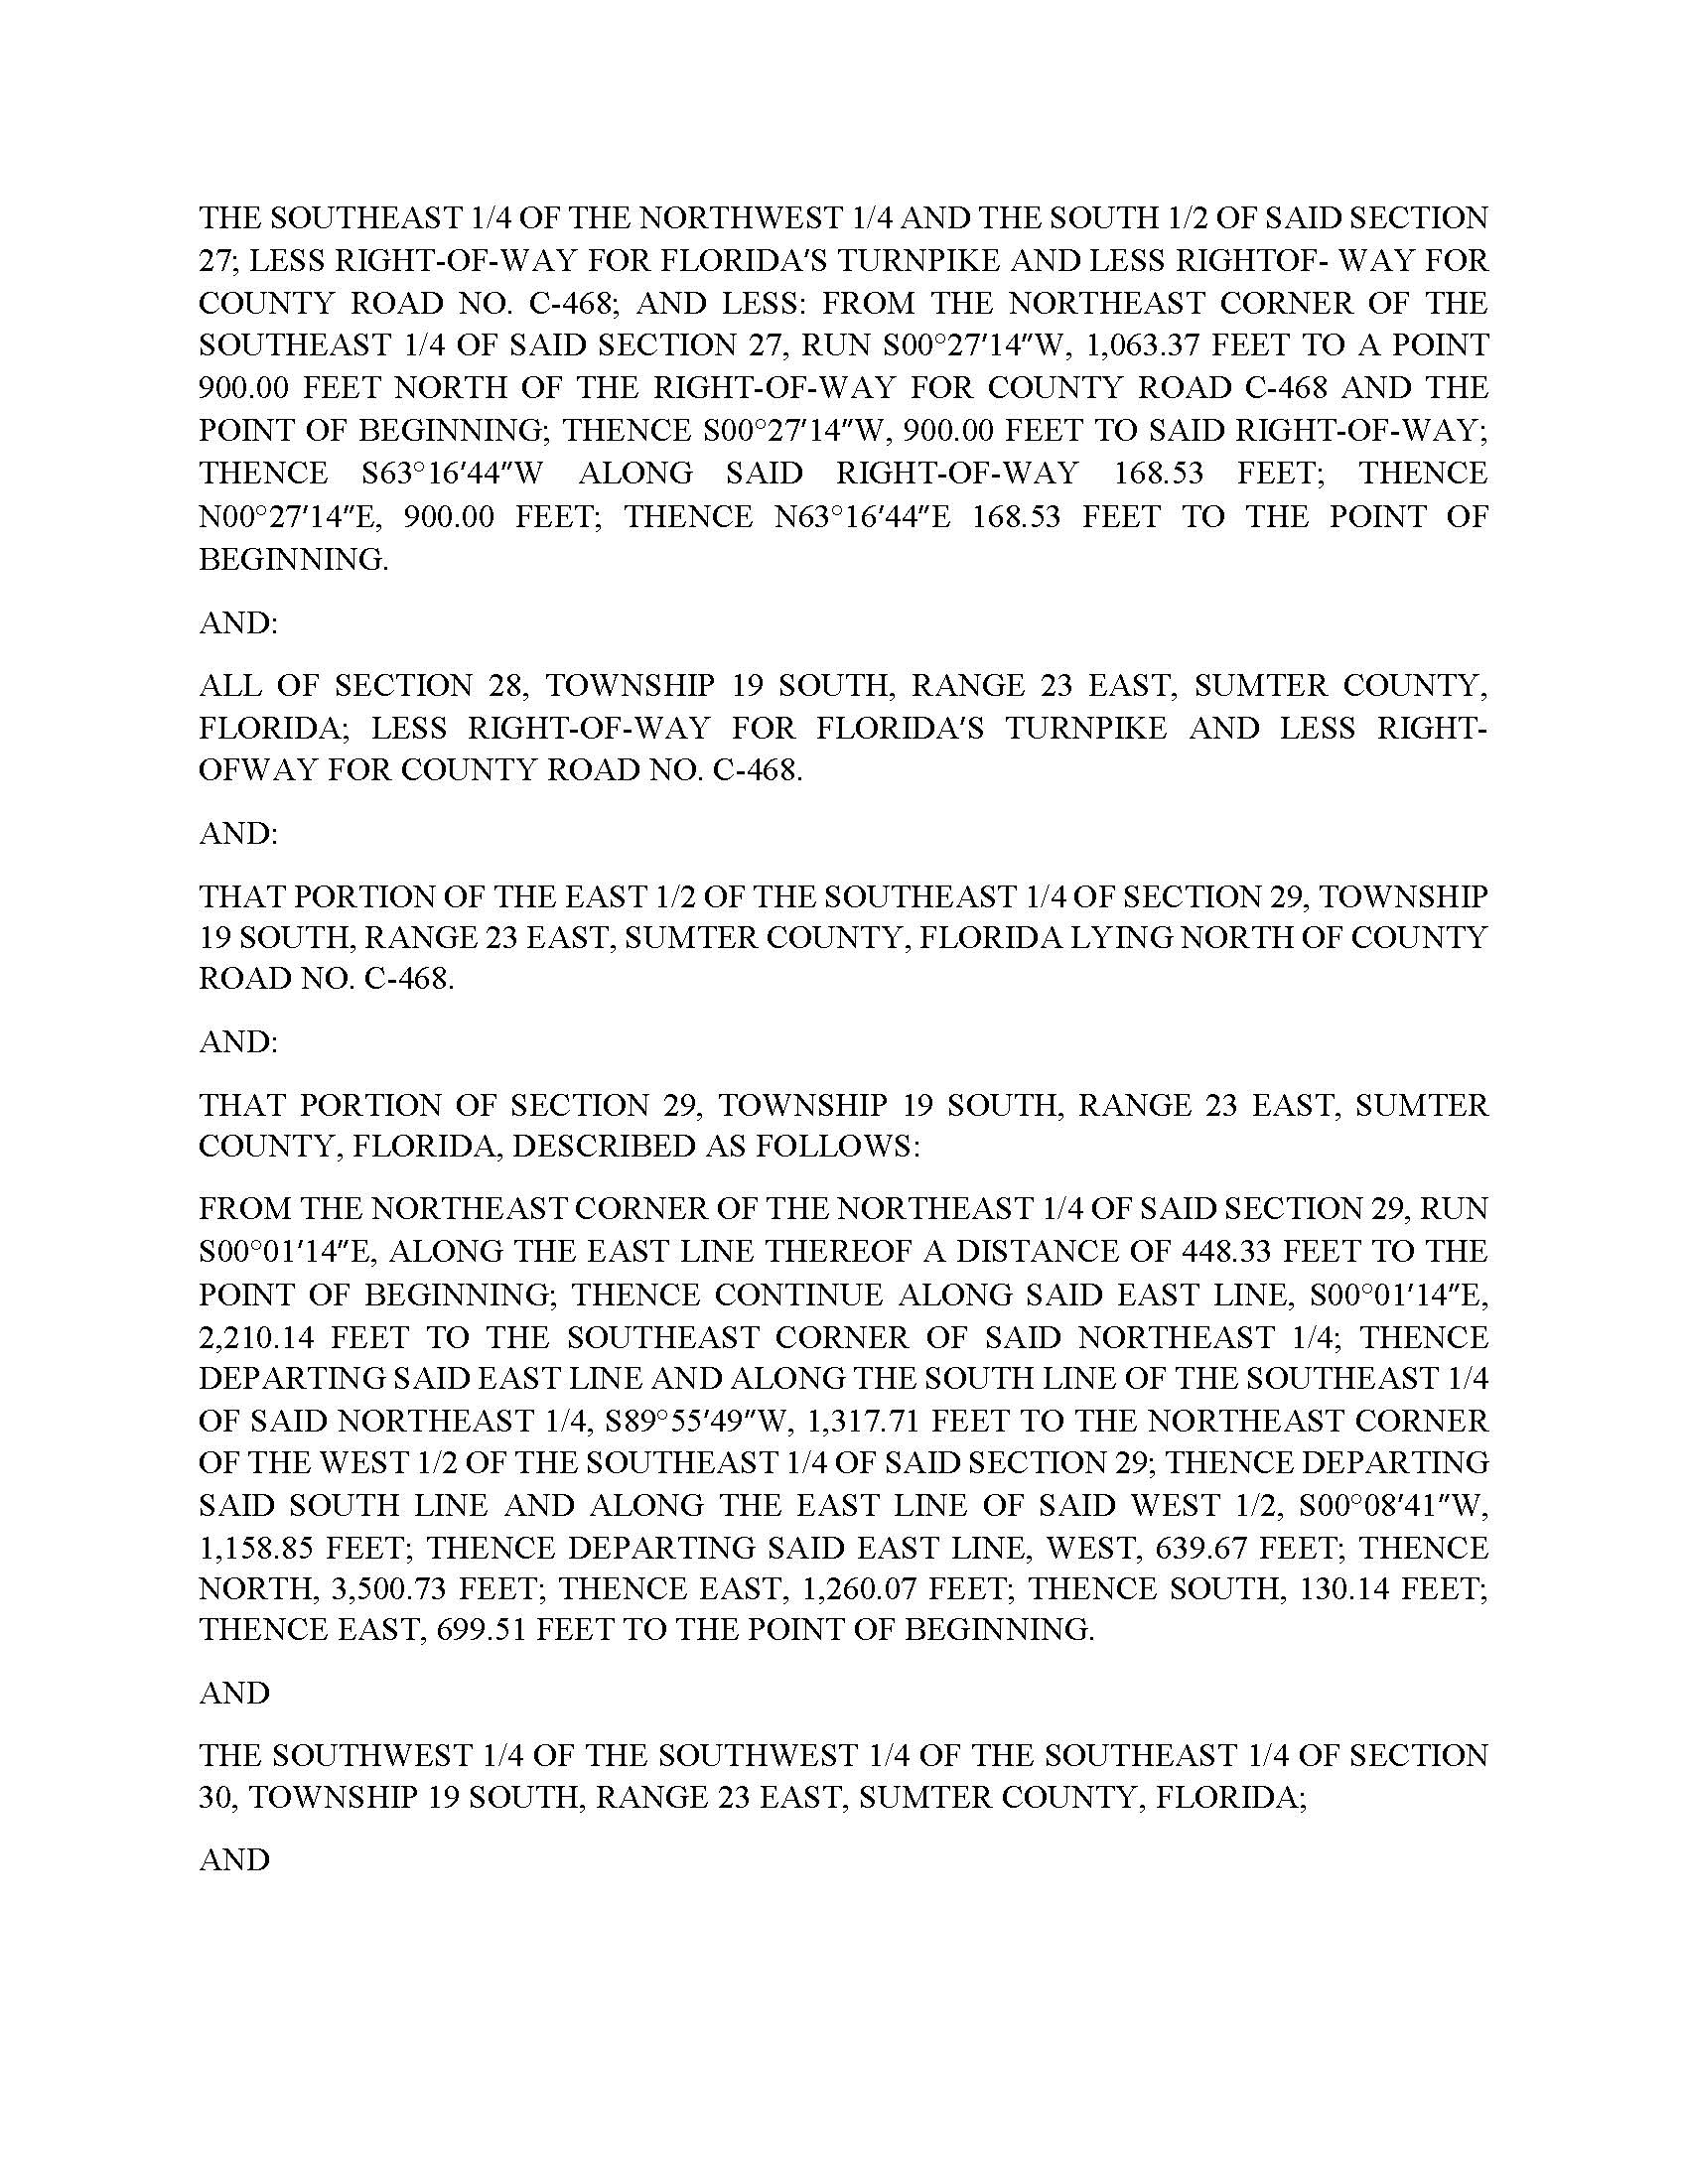 THE SOUTHEAST 1/4 OF THE NORTHWEST 1/4 AND THE SOUTH 1/2 OF SAID SECTION
27; LESS RIGHT-OF-WAY FOR FLORIDA′S TURNPIKE AND LESS RIGHTOF- WAY FOR
COUNTY ROAD NO. C-468; AND LESS: FROM THE NORTHEAST CORNER OF THE
SOUTHEAST 1/4 OF SAID SECTION 27, RUN S00°27′14″W, 1,063.37 FEET TO A POINT
900.00 FEET NORTH OF THE RIGHT-OF-WAY FOR COUNTY ROAD C-468 AND THE
POINT OF BEGINNING; THENCE S00°27′14″W, 900.00 FEET TO SAID RIGHT-OF-WAY;
THENCE S63°16′44″W ALONG SAID RIGHT-OF-WAY 168.53 FEET; THENCE
N00°27′14″E, 900.00 FEET; THENCE N63°16′44″E 168.53 FEET TO THE POINT OF
BEGINNING.
AND:
ALL OF SECTION 28, TOWNSHIP 19 SOUTH, RANGE 23 EAST, SUMTER COUNTY,
FLORIDA; LESS RIGHT-OF-WAY FOR FLORIDA′S TURNPIKE AND LESS RIGHT-
OFWAY FOR COUNTY ROAD NO. C-468.
AND:
THAT PORTION OF THE EAST 1/2 OF THE SOUTHEAST 1/4 OF SECTION 29, TOWNSHIP
19 SOUTH, RANGE 23 EAST, SUMTER COUNTY, FLORIDA LYING NORTH OF COUNTY
ROAD NO. C-468.
AND:
THAT PORTION OF SECTION 29, TOWNSHIP 19 SOUTH, RANGE 23 EAST, SUMTER
COUNTY, FLORIDA, DESCRIBED AS FOLLOWS:
FROM THE NORTHEAST CORNER OF THE NORTHEAST 1/4 OF SAID SECTION 29, RUN
S00°01′14″E, ALONG THE EAST LINE THEREOF A DISTANCE OF 448.33 FEET TO THE
POINT OF BEGINNING; THENCE CONTINUE ALONG SAID EAST LINE, S00°01′14″E,
2,210.14 FEET TO THE SOUTHEAST CORNER OF SAID NORTHEAST 1/4; THENCE
DEPARTING SAID EAST LINE AND ALONG THE SOUTH LINE OF THE SOUTHEAST 1/4
OF SAID NORTHEAST 1/4, S89°55′49″W, 1,317.71 FEET TO THE NORTHEAST CORNER
OF THE WEST 1/2 OF THE SOUTHEAST 1/4 OF SAID SECTION 29; THENCE DEPARTING
SAID SOUTH LINE AND ALONG THE EAST LINE OF SAID WEST 1/2, S00°08′41″W,
1,158.85 FEET; THENCE DEPARTING SAID EAST LINE, WEST, 639.67 FEET; THENCE
NORTH, 3,500.73 FEET; THENCE EAST, 1,260.07 FEET; THENCE SOUTH, 130.14 FEET;
THENCE EAST, 699.51 FEET TO THE POINT OF BEGINNING.
AND
THE SOUTHWEST 1/4 OF THE SOUTHWEST 1/4 OF THE SOUTHEAST 1/4 OF SECTION
30, TOWNSHIP 19 SOUTH, RANGE 23 EAST, SUMTER COUNTY, FLORIDA;
AND